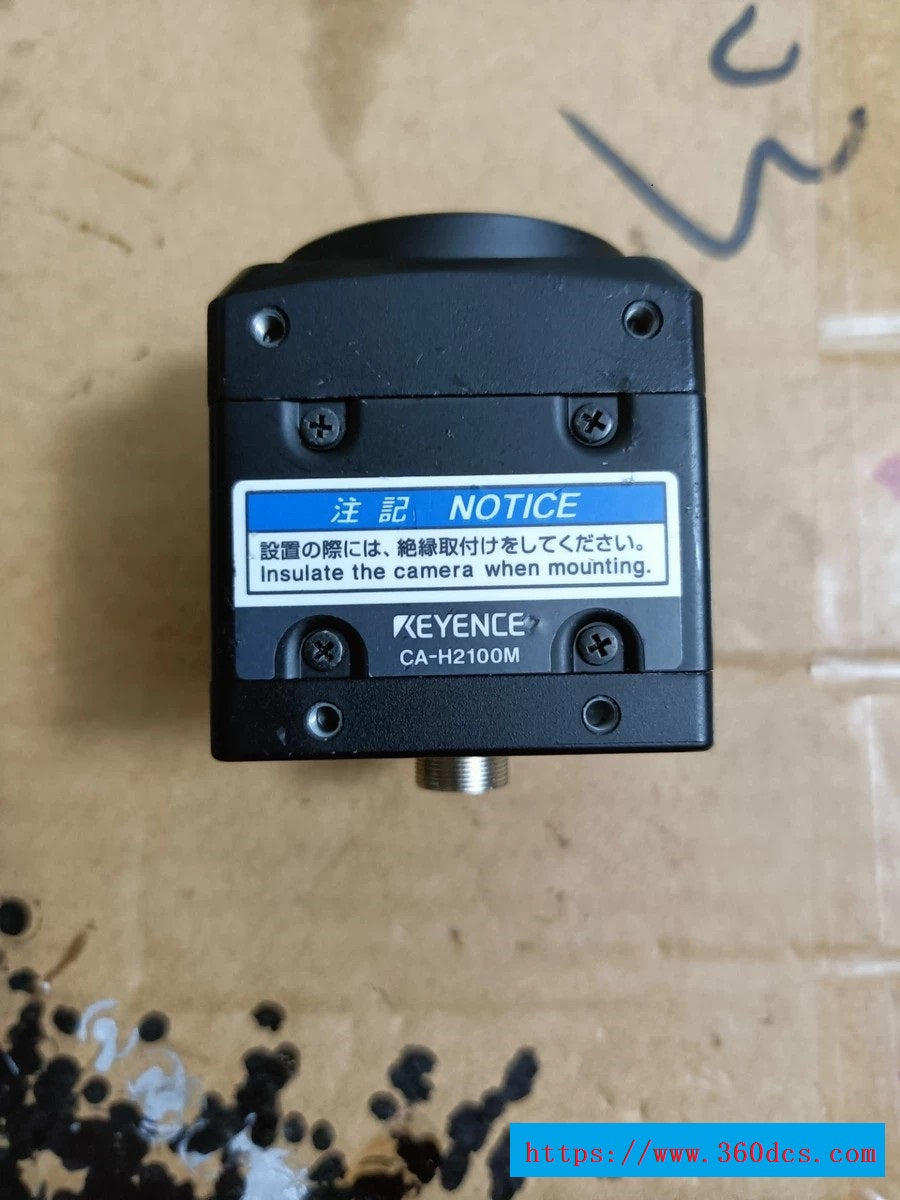 注記 NOTICE
設置の際には、絶縁取付けをしてください。
Insulate the camera when mounting.
KEYENCE
CA-H2100M
https://www.360dcs.com